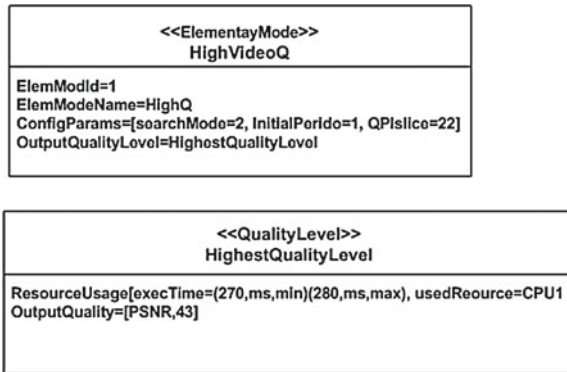 <<ElementayMode>>
HighVideoQ
ElemModId=1
ElemModeName=HighQ
ConfigParams=[searchMode=2, InitialPerido=1, QPIslice=22]
OutputQualityLevel=HighestQualityLevel
<<QualityLevel>>
HighestQualityLevel
ResourceUsage[execTime=(270,ms,min)(280,ms,max), usedReource=CPU1
OutputQuality=[PSNR,43]